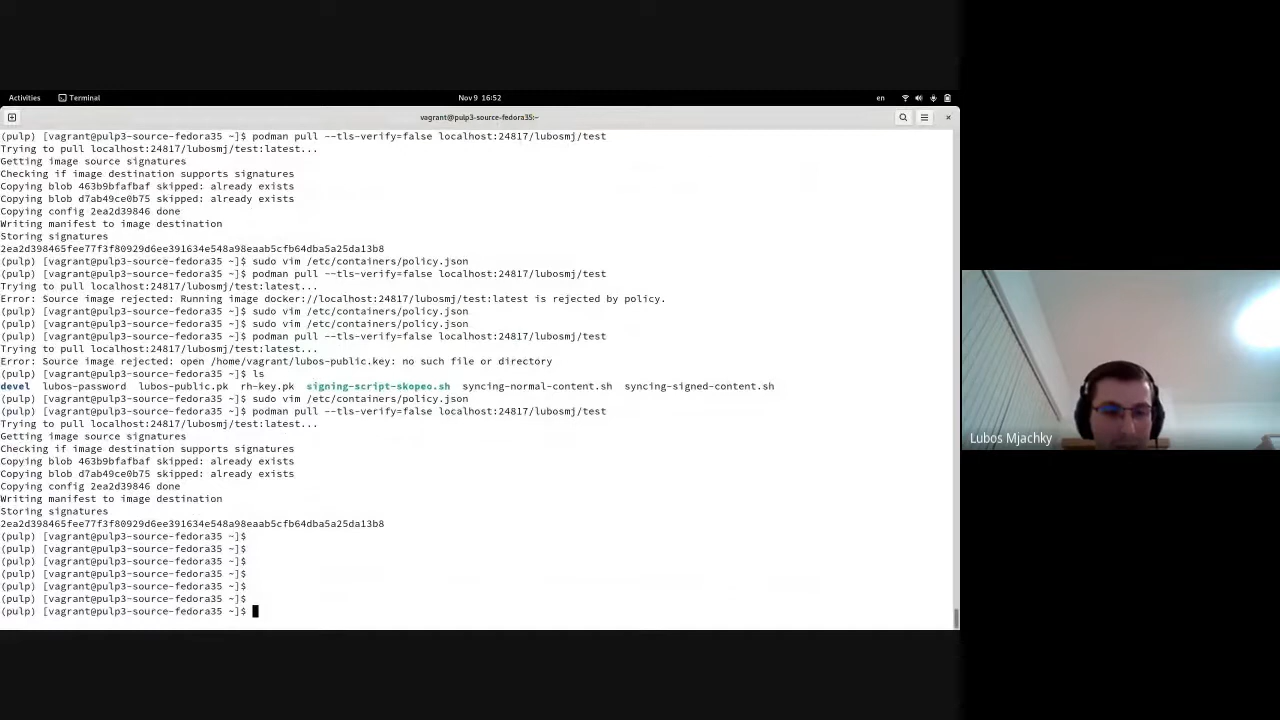 Activities Terminal Nov 9 16:52 en
vagrant@pulp3-source-fedora35:~
(pulp) [vagrant@pulp3-source-fedora35 ~]$ podman pull --tls-verify=false localhost:24817/lubosmj/test
Trying to pull localhost:24817/lubosmj/test:latest...
Getting image source signatures
Checking if image destination supports signatures
Copying blob 463b9bfafbaf skipped: already exists
Copying blob d7ab49ce0b75 skipped: already exists
Copying config 2ea2d39846 done
Writing manifest to image destination
Storing signatures
2ea2d398465fee77f3f80929d6ee391634e548a98eaab5cfb64dba5a25da13b8
(pulp) [vagrant@pulp3-source-fedora35 ~]$ sudo vim /etc/containers/policy.json
(pulp) [vagrant@pulp3-source-fedora35 ~]$ podman pull --tls-verify=false localhost:24817/lubosmj/test
Trying to pull localhost:24817/lubosmj/test:latest...
Error: Source image rejected: Running image docker://localhost:24817/lubosmj/test:latest is rejected by policy.
(pulp) [vagrant@pulp3-source-fedora35 ~]$ sudo vim /etc/containers/policy.json
(pulp) [vagrant@pulp3-source-fedora35 ~]$ sudo vim /etc/containers/policy.json
(pulp) [vagrant@pulp3-source-fedora35 ~]$ podman pull --tls-verify=false localhost:24817/lubosmj/test
Trying to pull localhost:24817/lubosmj/test:latest...
Error: Source image rejected: open /home/vagrant/lubos-public.key: no such file or directory
(pulp) [vagrant@pulp3-source-fedora35 ~]$ ls
devel lubos-password lubos-public.pk rh-key.pk signing-script-skopeo.sh syncing-normal-content.sh syncing-signed-content.sh
(pulp) [vagrant@pulp3-source-fedora35 ~]$ sudo vim /etc/containers/policy.json
(pulp) [vagrant@pulp3-source-fedora35 ~]$ podman pull --tls-verify=false localhost:24817/lubosmj/test
Trying to pull localhost:24817/lubosmj/test:latest...
Getting image source signatures
Checking if image destination supports signatures
Copying blob 463b9bfafbaf skipped: already exists
Copying blob d7ab49ce0b75 skipped: already exists
Copying config 2ea2d39846 done
Writing manifest to image destination
Storing signatures
2ea2d398465fee77f3f80929d6ee391634e548a98eaab5cfb64dba5a25da13b8
(pulp) [vagrant@pulp3-source-fedora35 ~]$
(pulp) [vagrant@pulp3-source-fedora35 ~]$
(pulp) [vagrant@pulp3-source-fedora35 ~]$
(pulp) [vagrant@pulp3-source-fedora35 ~]$
(pulp) [vagrant@pulp3-source-fedora35 ~]$
(pulp) [vagrant@pulp3-source-fedora35 ~]$
(pulp) [vagrant@pulp3-source-fedora35 ~]$
Lubos Mjachky